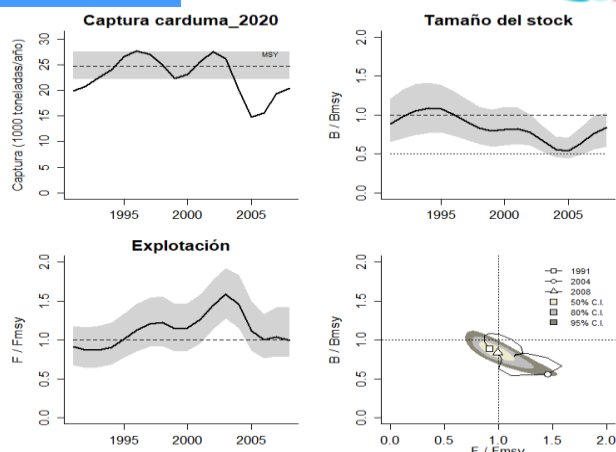 Captura carduma_2020
Captura (1000) toneladas/año)
0 5 10 15 20 25 30
MSY
1995 2000 2005
Tamaño del stock
B / Bmsy
0.0 0.5 1.0 1.5 2.0
1995 2000 2005
Explotación
F / Fmsy
0.0 0.5 1.0 1.5 2.0
1995 2000 2005
B / Bmsy
0.0 0.5 1.0 1.5 2.0
1991
2004
2008
50% C.I.
80% C.I.
95% C.I.
0.0 0.5 1.0 1.5 2.0
F / Fmsy